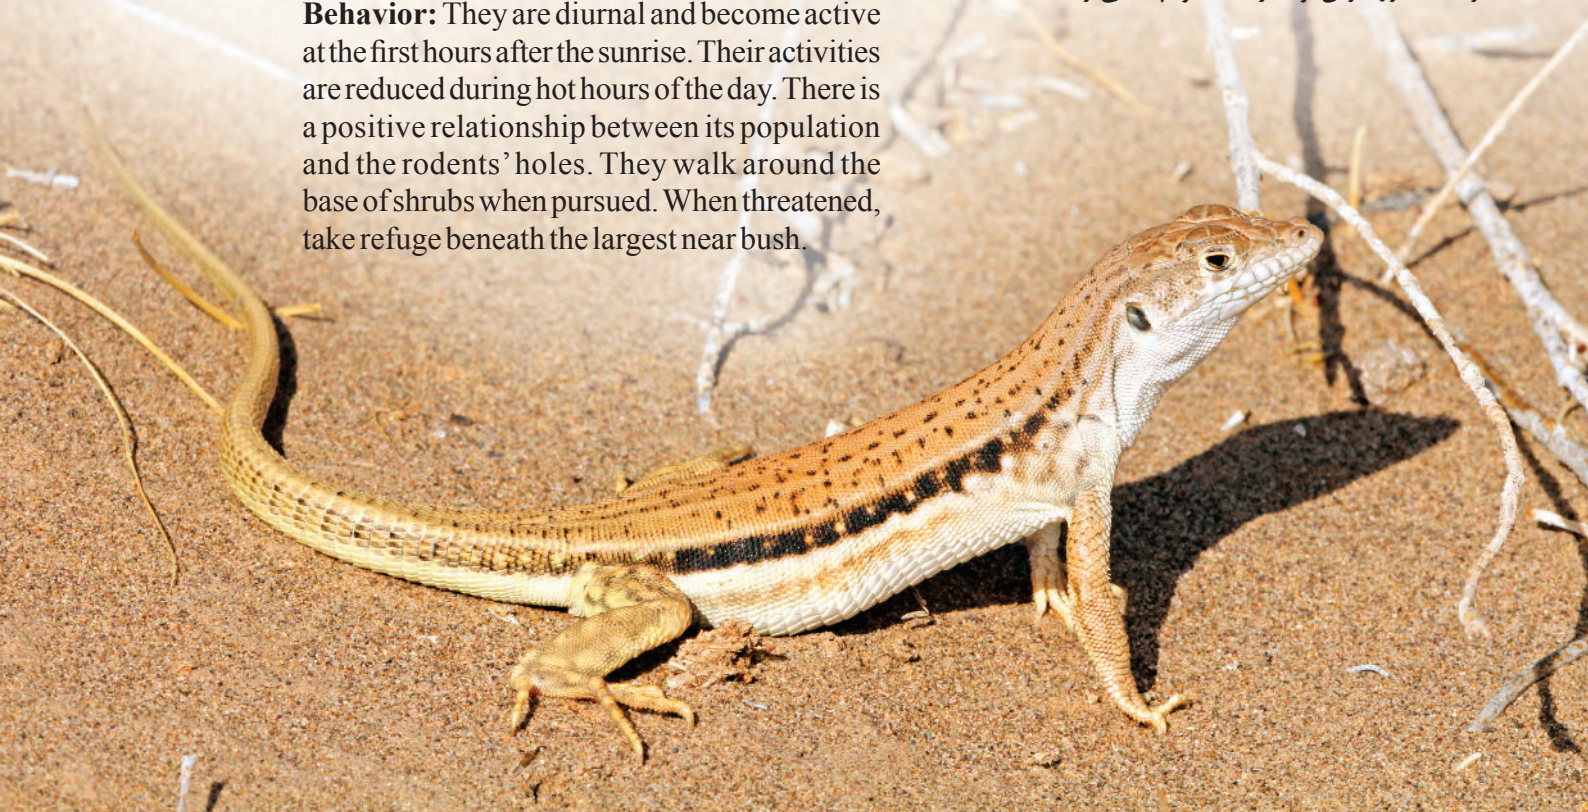 Behavior: They are diurnal and become active
at the first hours after the sunrise. Their activities
are reduced during hot hours of the day. There is
a positive relationship between its population
and the rodents’ holes. They walk around the
base of shrubs when pursued. When threatened,
take refuge beneath the largest near bush.